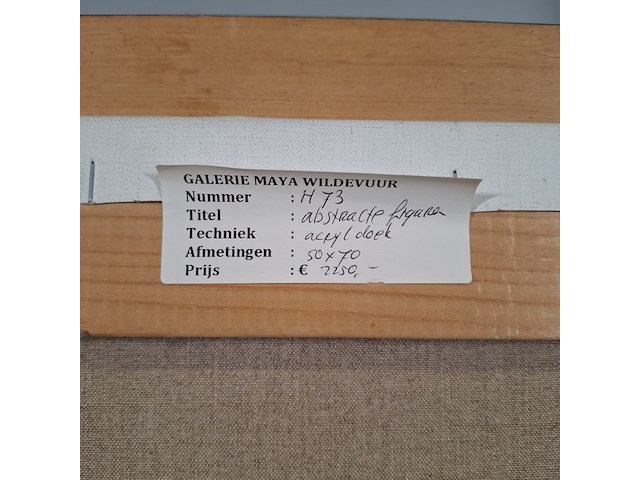 GALERIE MAYA WILDEVUUR
Nummer : H 73
Titel : abstracte figuren
Techniek : acryl doek
Afmetingen : 50x70
Prijs : € 2250,-